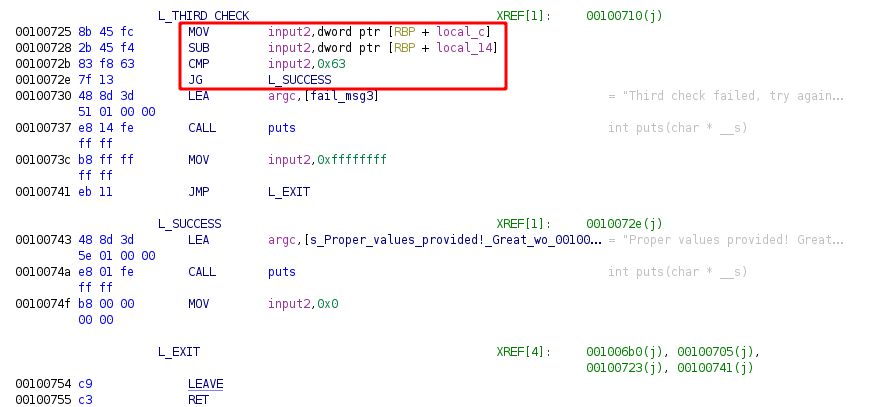 L_THIRD_CHECK XREF[1]: 00100710(j)
00100725 8b 45 fc MOV input2,dword ptr [RBP + local_c]
00100728 2b 45 f4 SUB input2,dword ptr [RBP + local_14]
0010072b 83 f8 63 CMP input2,0x63
0010072e 7f 13 JG L_SUCCESS
00100730 48 8d 3d LEA argc,[fail_msg3] = "Third check failed, try again...
51 01 00 00
00100737 e8 14 fe CALL puts int puts(char * __s)
ff ff
0010073c b8 ff ff MOV input2,0xffffffff
ff ff
00100741 eb 11 JMP L_EXIT
L_SUCCESS XREF[1]: 0010072e(j)
00100743 48 8d 3d LEA argc,[s_Proper_values_provided!_Great_wo_00100... = "Proper values provided! Great...
5e 01 00 00
0010074a e8 01 fe CALL puts int puts(char * __s)
ff ff
0010074f b8 00 00 MOV input2,0x0
00 00
L_EXIT XREF[4]: 001006b0(j), 00100705(j),
00100723(j), 00100741(j)
00100754 c9 LEAVE
00100755 c3 RET